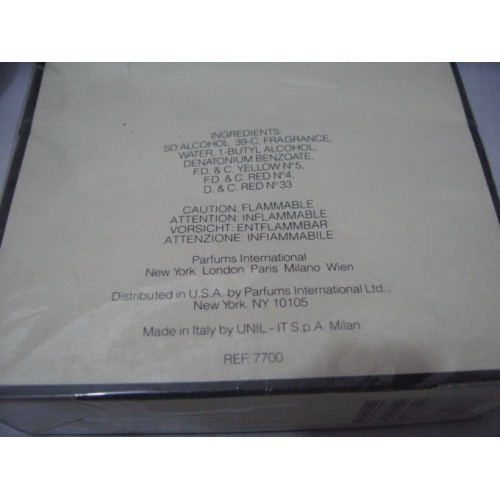 INGREDIENTS:
SD ALCOHOL 39-C, FRAGRANCE,
WATER, 1-BUTYL ALCOHOL,
DENATONIUM BENZOATE,
F.D. & C. YELLOW N°5,
F.D. & C. RED N°4,
D. & C. RED N°33
CAUTION: FLAMMABLE
ATTENTION: INFLAMMABLE
VORSICHT: ENTFLAMMBAR
ATTENZIONE: INFIAMMABILE
Parfums International
New York London Paris Milano Wien
Distributed in U.S.A. by Parfums International Ltd..
New York. NY 10105
Made in Italy by UNIL - IT S.p.A. Milan
REF. 7700